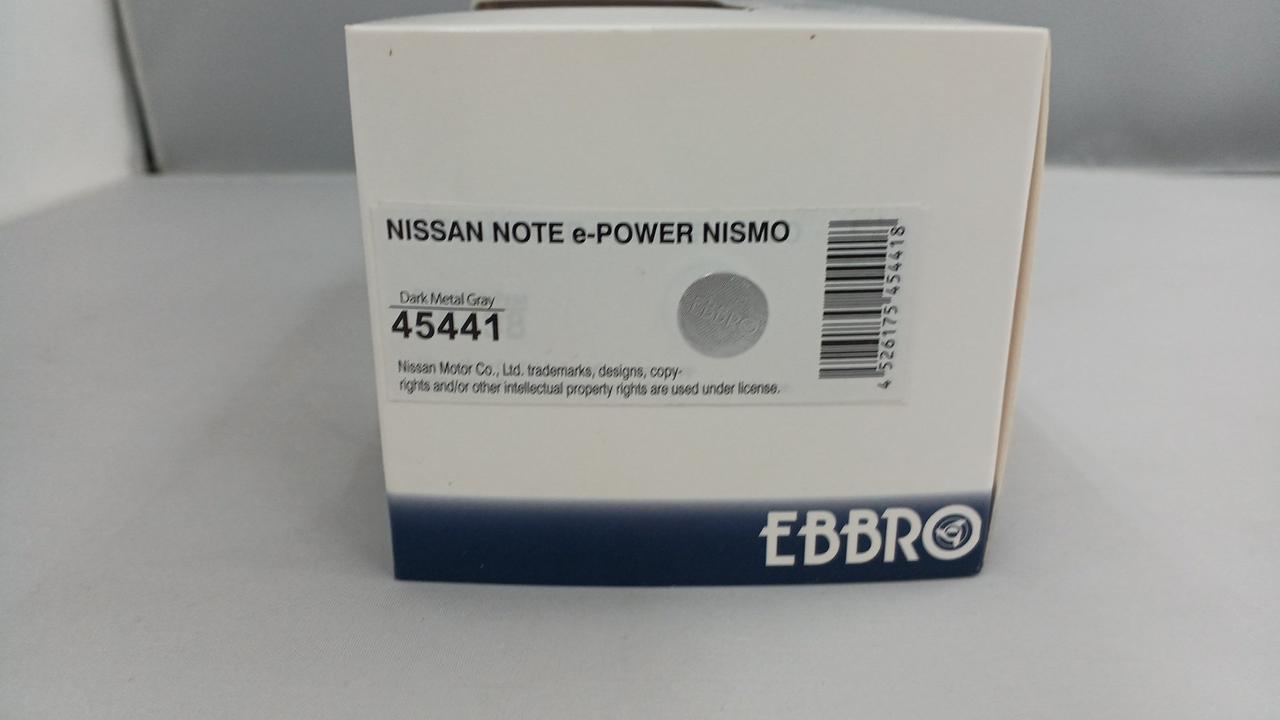 NISSAN NOTE e-POWER NISMO
Dark Metal Gray
45441
EBBRO
Nissan Motor Co., Ltd. trademarks, designs, copy-
rights and/or other intellectual property rights are used under license.
4 526175 454418
EBBRO